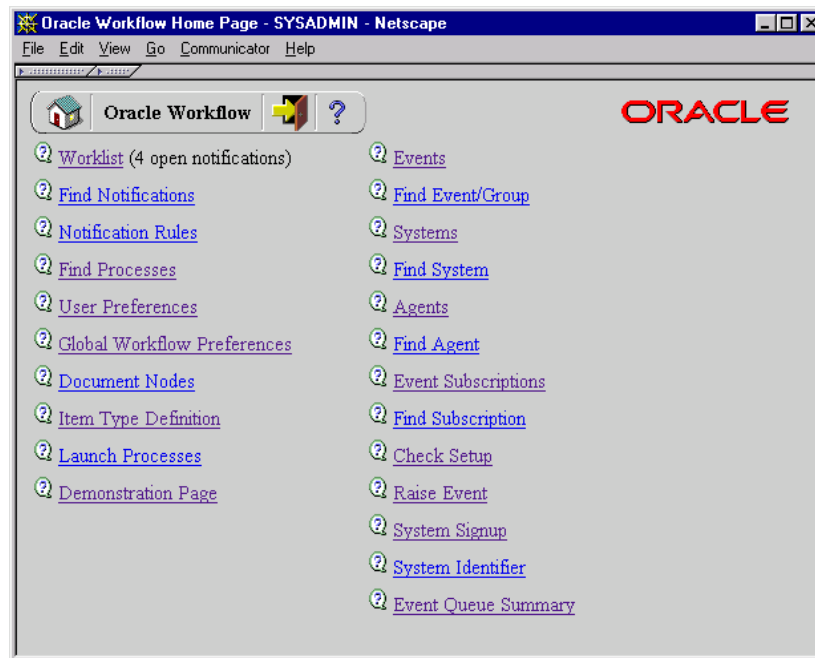 Oracle Workflow Home Page - SYSADMIN - Netscape
File Edit View Go Communicator Help
Oracle Workflow ?
ORACLE
Worklist (4 open notifications)
Find Notifications
Notification Rules
Find Processes
User Preferences
Global Workflow Preferences
Document Nodes
Item Type Definition
Launch Processes
Demonstration Page
Events
Find Event/Group
Systems
Find System
Agents
Find Agent
Event Subscriptions
Find Subscription
Check Setup
Raise Event
System Signup
System Identifier
Event Queue Summary